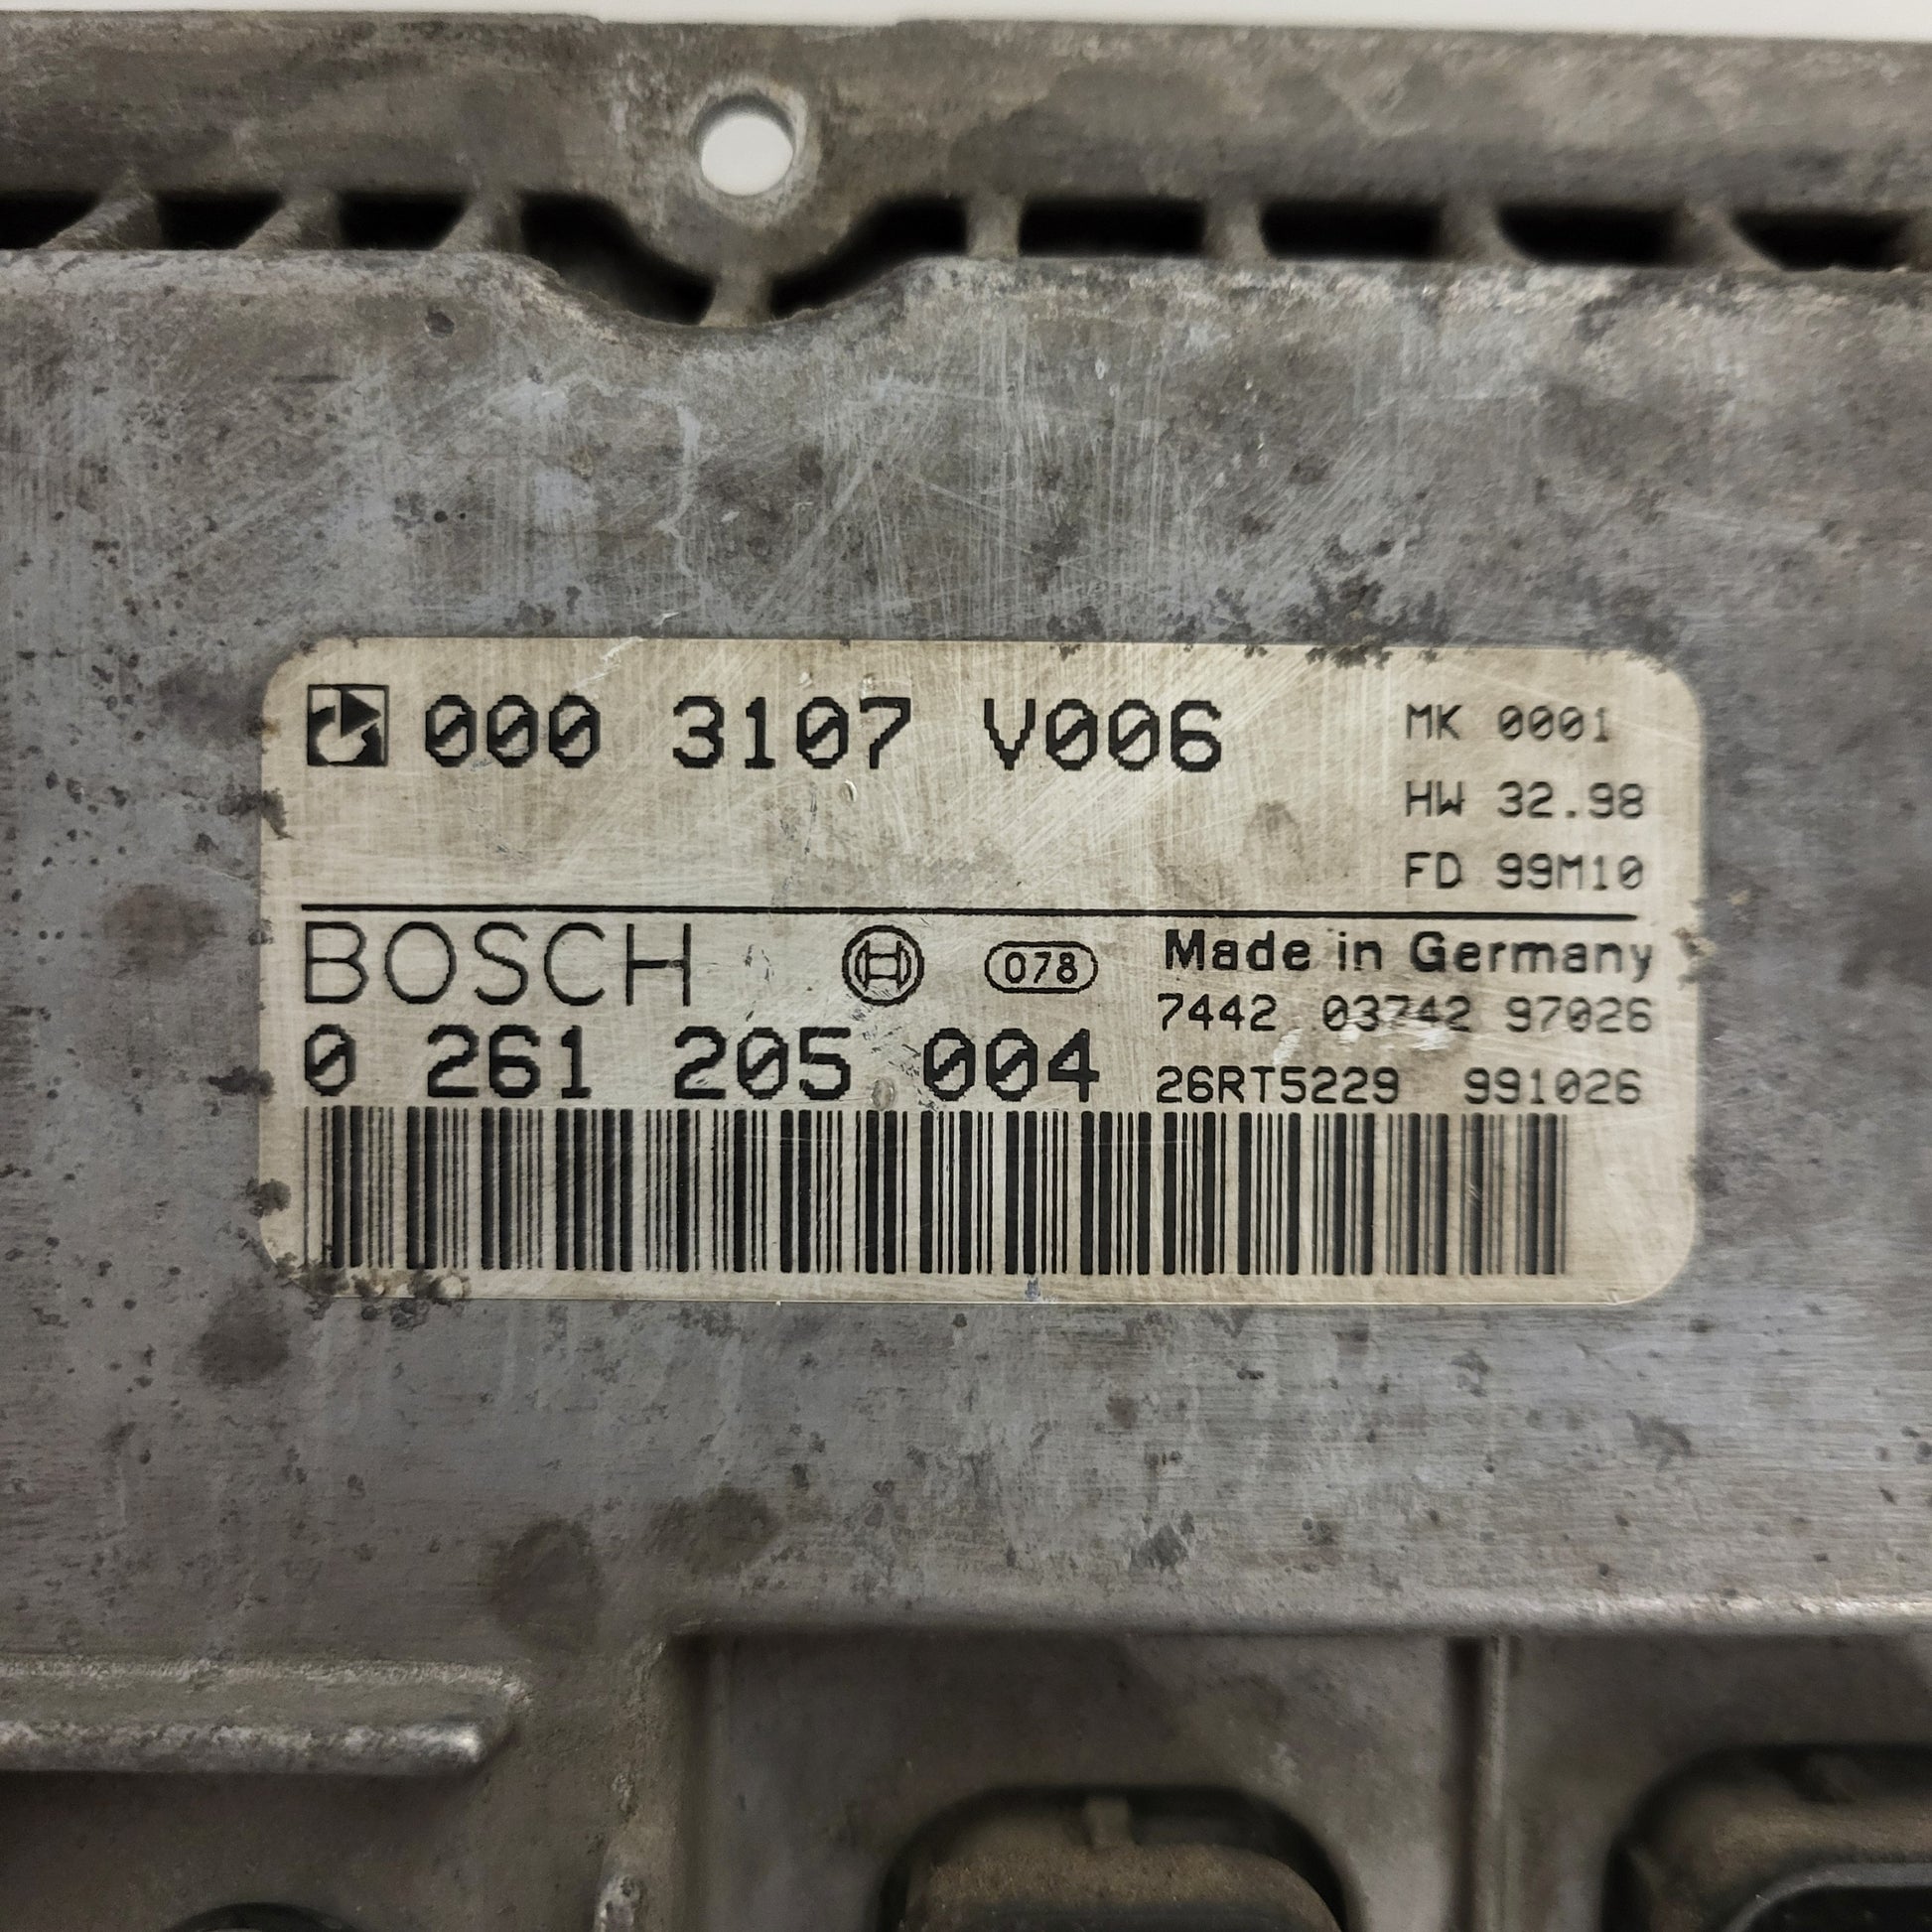 000 3107 V006
MK 0001
HW 32.98
FD 99M10
BOSCH 078 Made in Germany
7442 03742 97026
0 261 205 004
26RT5229 991026